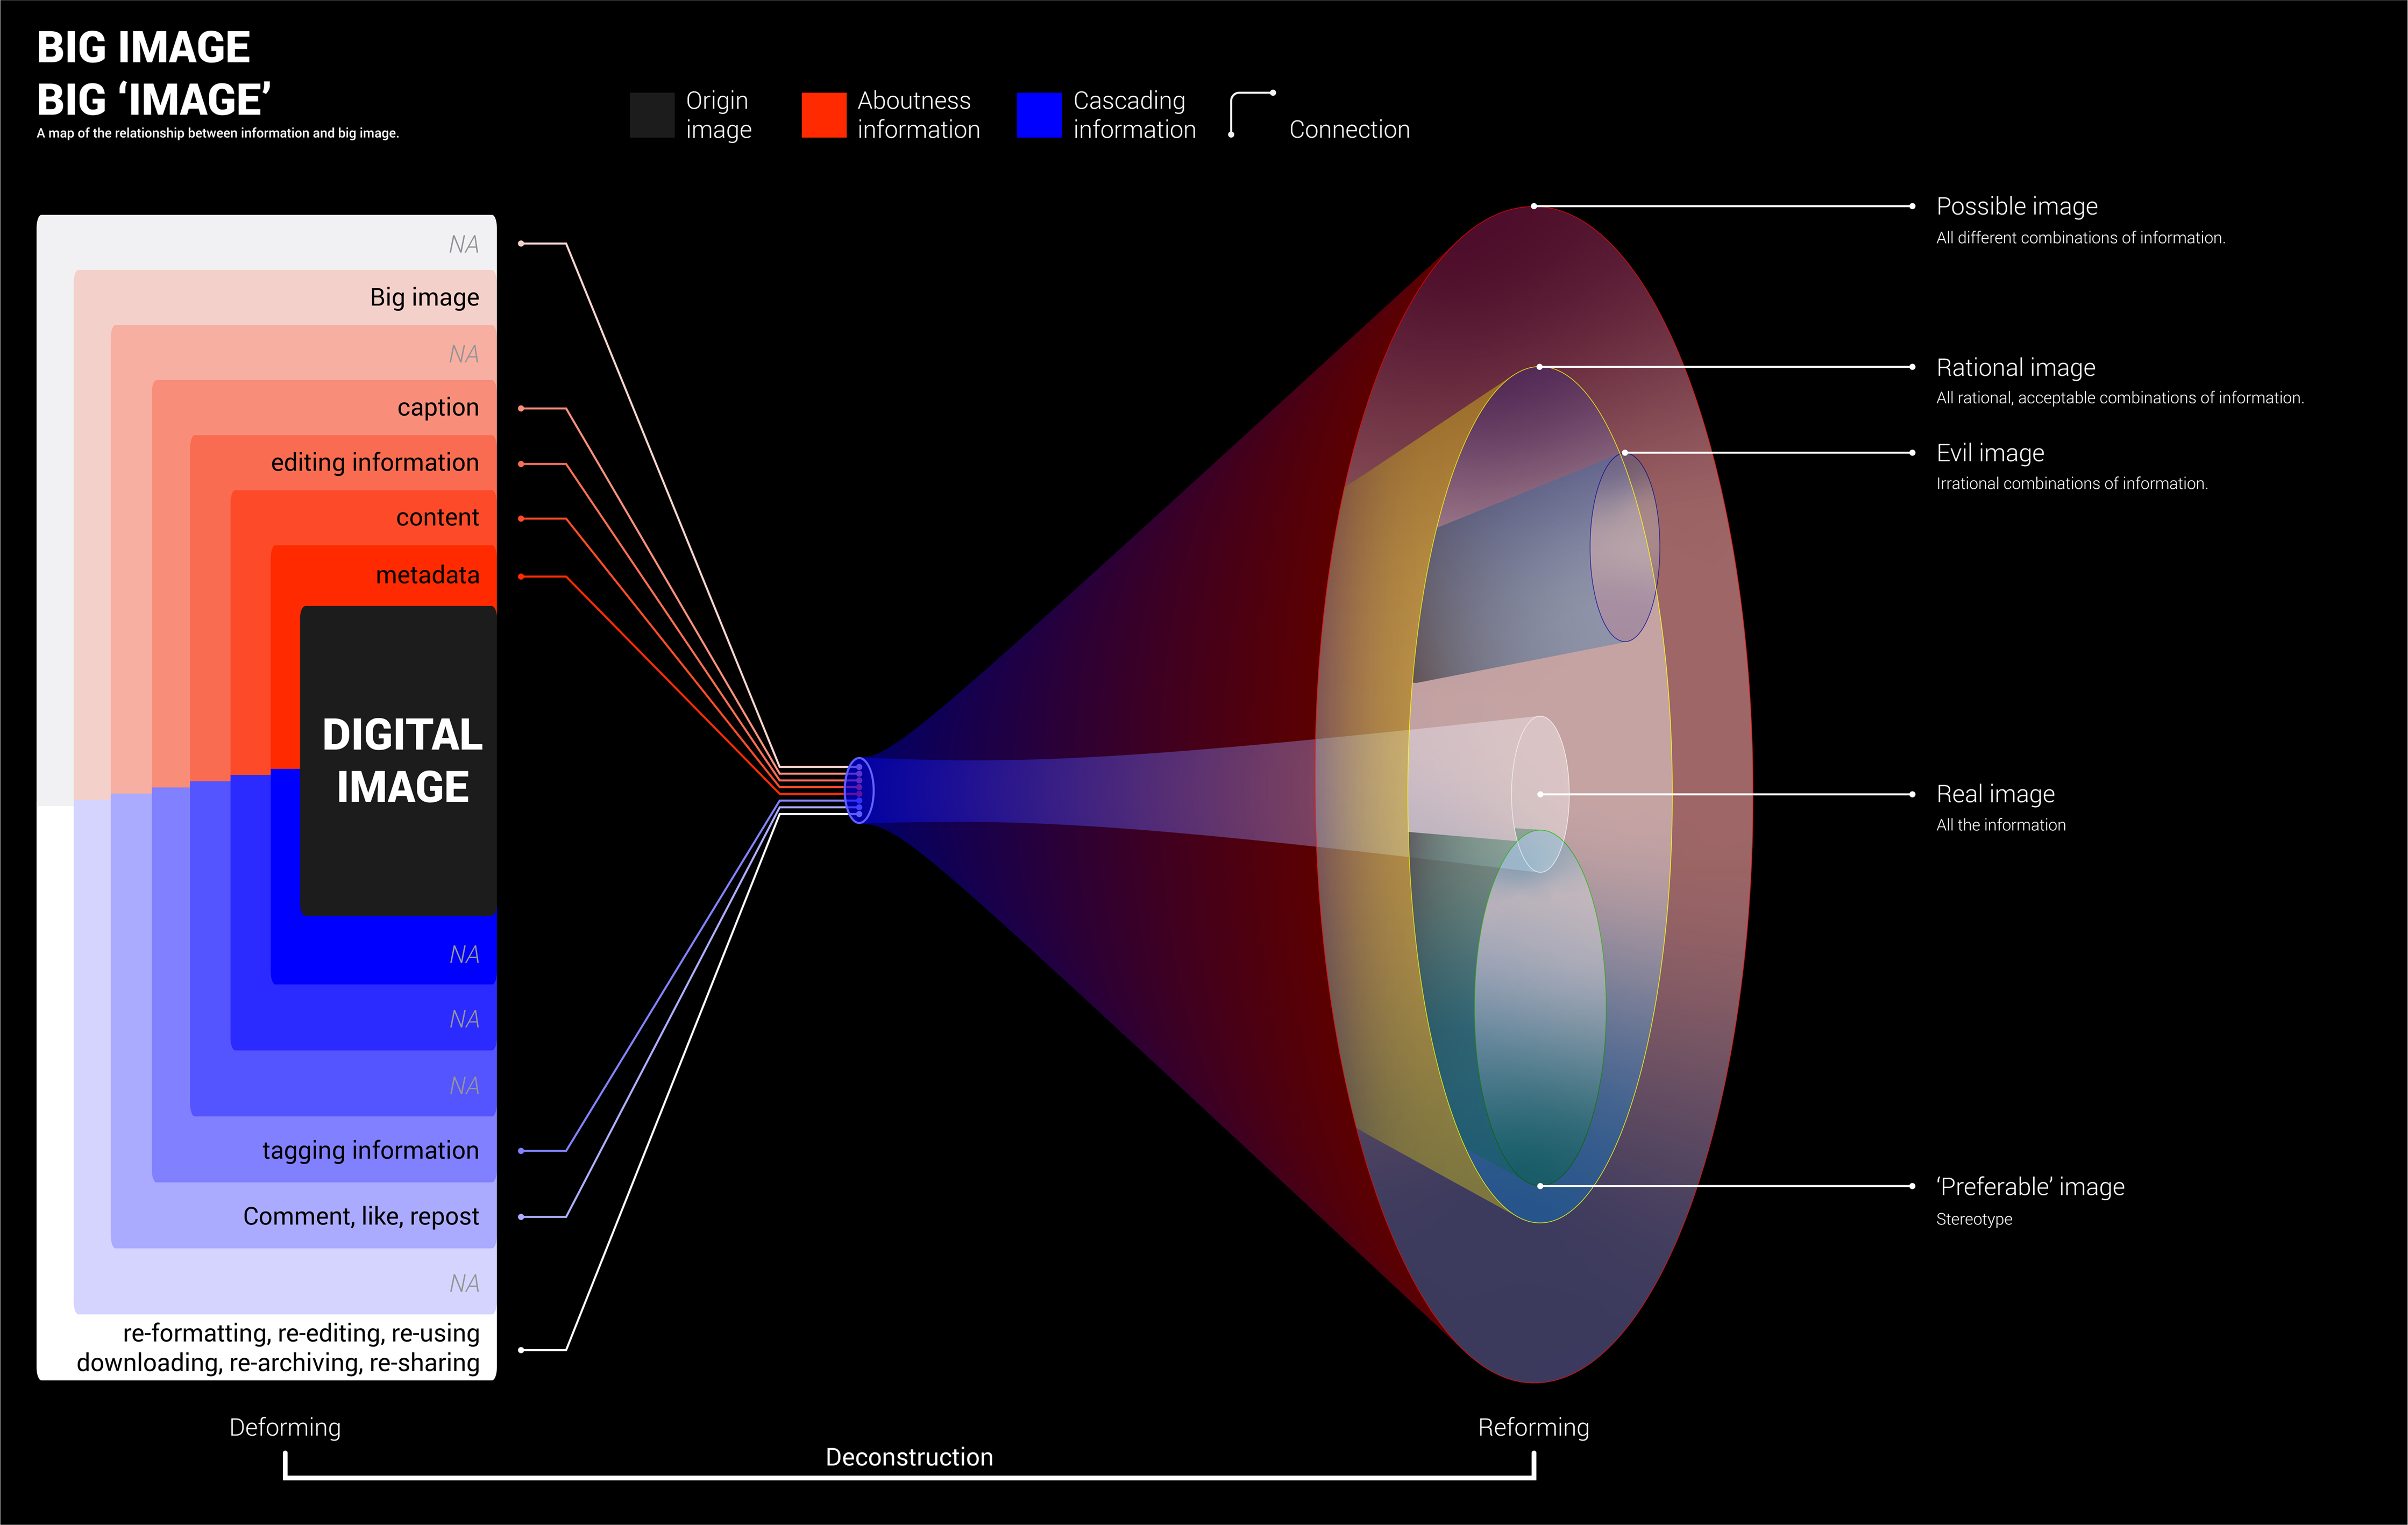 BIG IMAGE
BIG ‘IMAGE’
A map of the relationship between information and big image.
Origin
image
Aboutness
information
Cascading
information
Connection
NA
Big image
NA
caption
editing information
content
metadada
DIGITAL
IMAGE
NA
NA
NA
tagging information
Comment, like, repost
NA
re-formatting, re-editing, re-using
downloading, re-archiving, re-sharing
Possible image
All different combinations of information.
Rational image
All rational, acceptable combinations of information.
Evil image
Irrational combinations of information.
Real image
All the information
‘Preferable’ image
Stereotype
Deforming
Deconstruction
Reforming